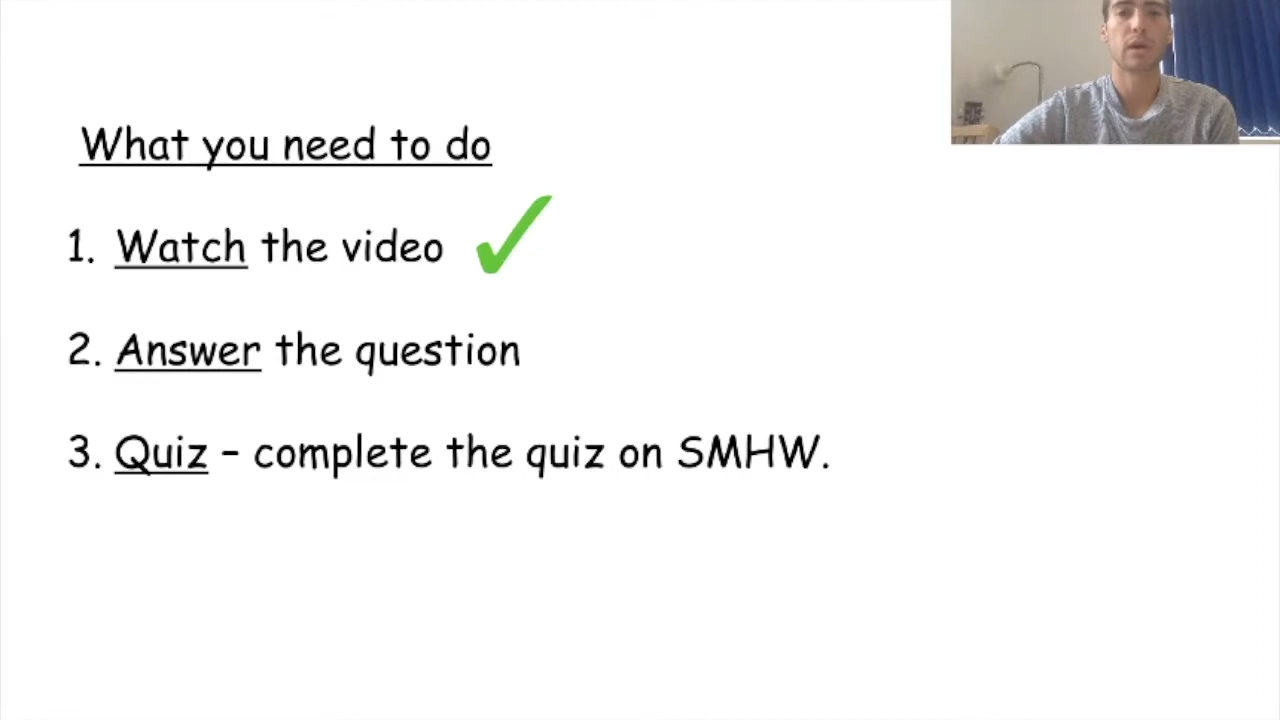 What you need to do
1. Watch the video
2. Answer the question
3. Quiz – complete the quiz on SMHW.